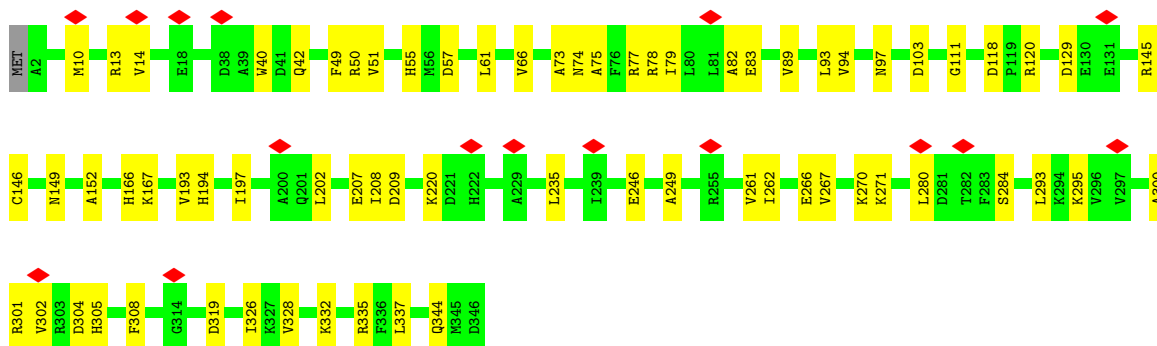 MET A2 M10 R13 V14 E18 D38 A39 W40 D41 Q42 F49 R50 V51 H55 M56 D57 L61 V66 A73 N74 A75 F76 R77 R78 I79 L80 L81 A82 E83 V89 L93 V94 N97 D103 G111 D118 P119 R120 D129 E130 E131 R145
C146 N149 A152 H166 K167 V193 H194 I197 A200 Q201 L202 E207 I208 D209 K220 D221 H222 A229 L235 I239 E246 A249 R255 V261 I262 E266 V267 K270 K271 L280 D281 T282 F283 S284 L293 K294 K295 V296 V297 A300
R301 V302 R303 D304 H305 F308 G314 D319 I326 K327 V328 K332 R335 F336 L337 Q344 M345 D346